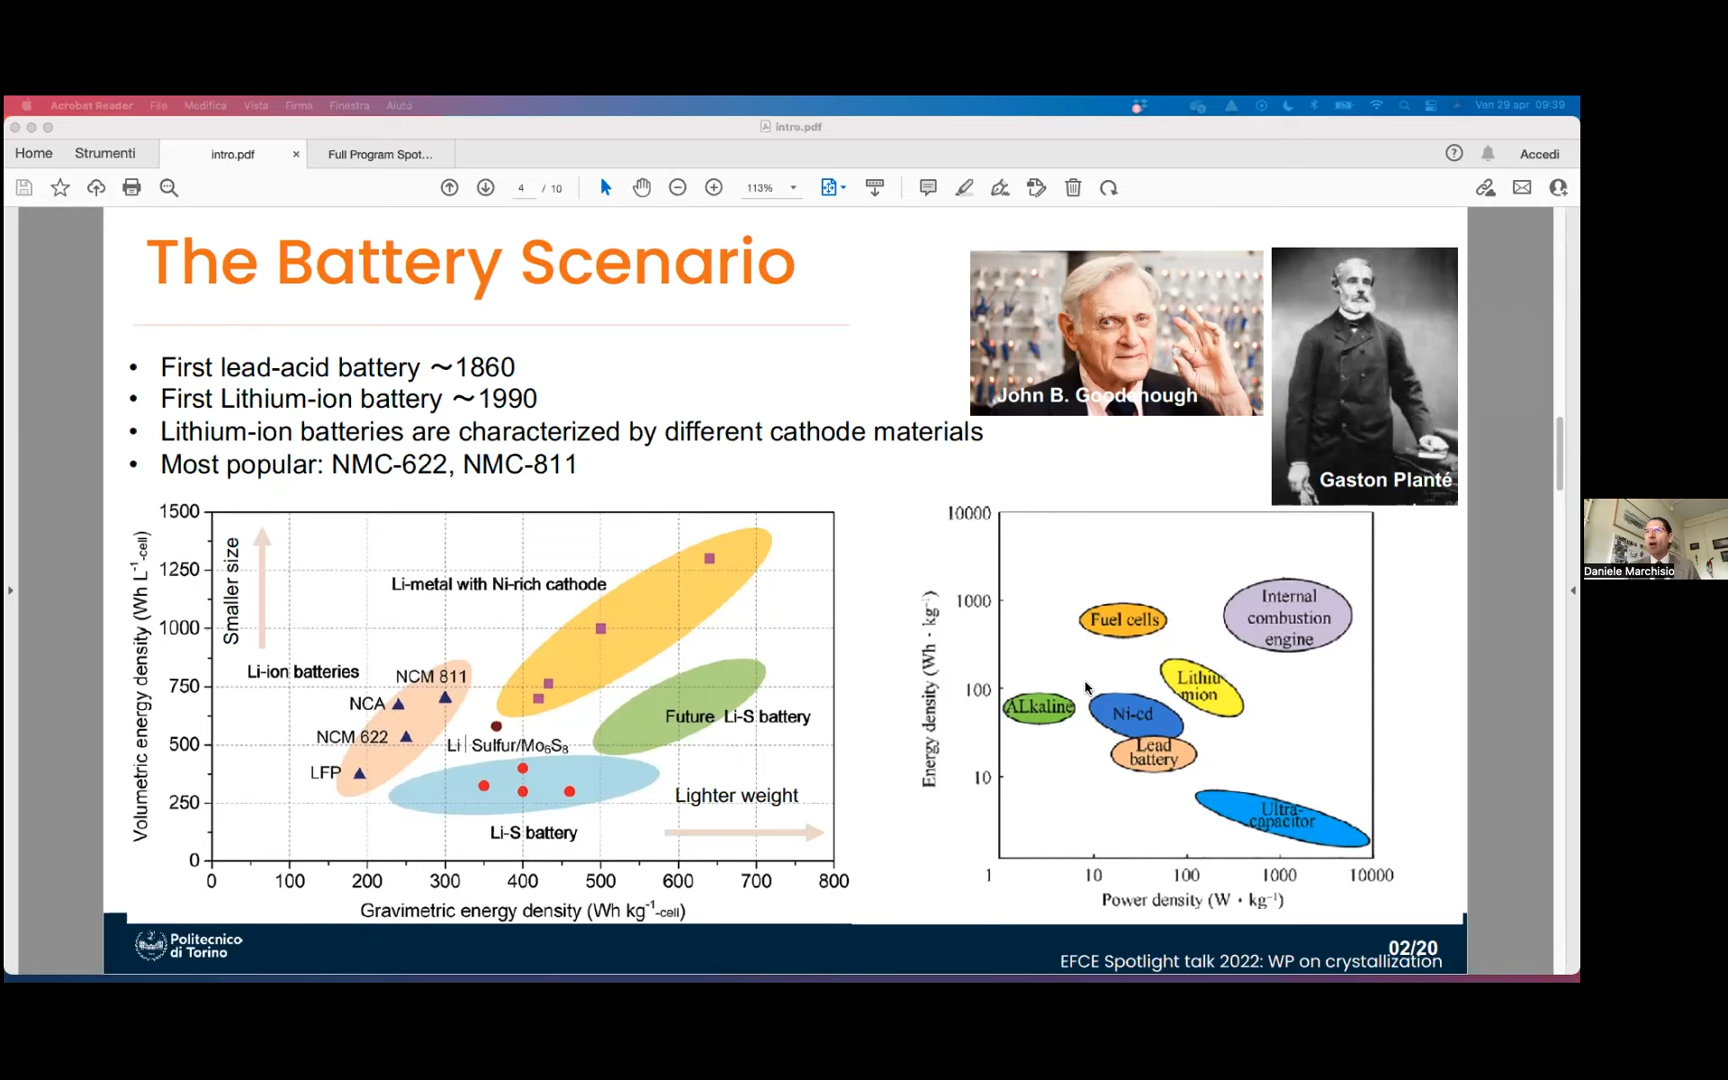 Acrobat Reader File Modifica Vista Firma Finestra Aiuto
Ven 29 apr 09:39
intro.pdf
Home Strumenti
intro.pdf
Full Program Spot...
Accedi
4 / 10
113%
The Battery Scenario
John B. Goodenough
Gaston Planté
• First lead-acid battery ～1860
• First Lithium-ion battery ～1990
• Lithium-ion batteries are characterized by different cathode materials
• Most popular: NMC-622, NMC-811
Volumetric energy density (Wh L⁻¹-cell)
1500
1250
1000
750
500
250
0
Smaller size
Li-metal with Ni-rich cathode
Li-ion batteries
NCM 811
NCA
NCM 622
LFP
Li | Sulfur/Mo₆S₈
Future Li-S battery
Lighter weight
Li-S battery
0 100 200 300 400 500 600 700 800
Gravimetric energy density (Wh kg⁻¹-cell)
Energy density (Wh・kg⁻¹)
10000
1000
100
10
Fuel cells
Internal
combustion
engine
Lithiu
mion
ALkaline
Ni-cd
Lead
battery
Ultra-
capacitor
1 10 100 1000 10000
Power density (W・kg⁻¹)
Politecnico
di Torino
02/20
EFCE Spotlight talk 2022: WP on crystallization
Daniele Marchisio